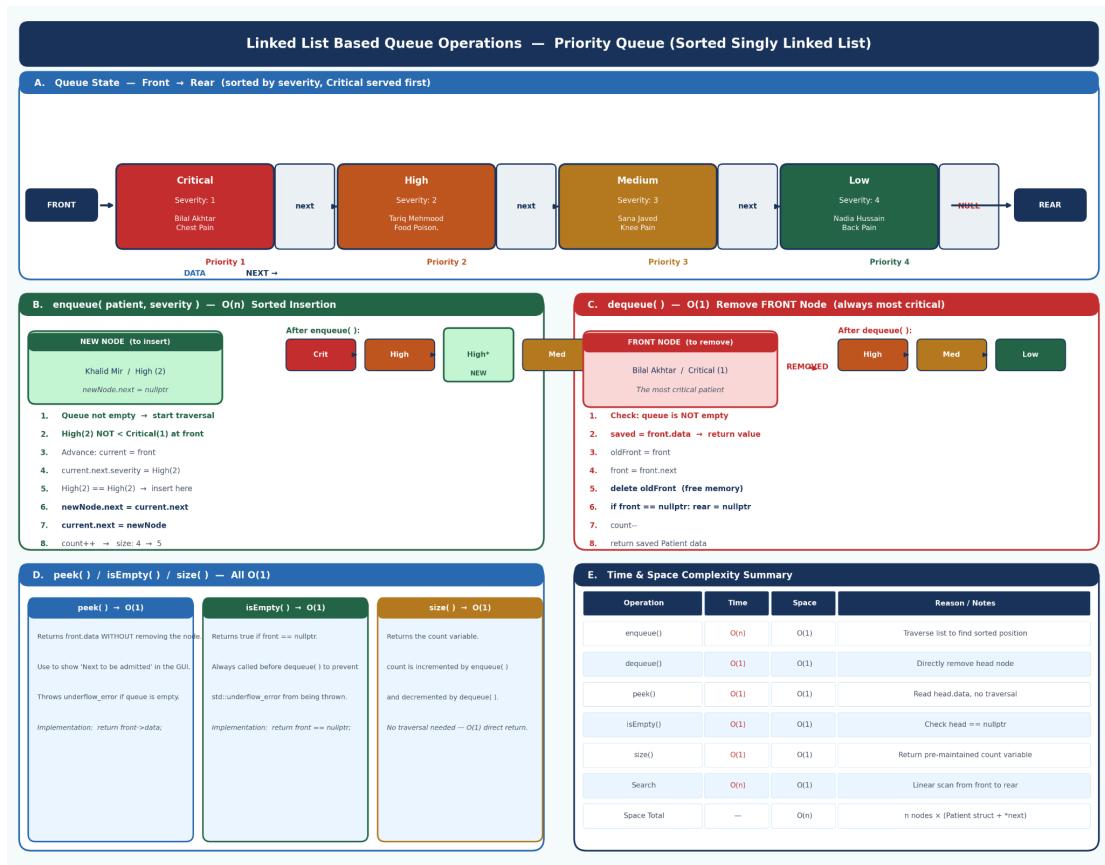 Linked List Based Queue Operations — Priority Queue (Sorted Singly Linked List)
A. Queue State — Front → Rear (sorted by severity, Critical served first)
FRONT
Critical
Severity: 1
Bilal Akhtar
Chest Pain
next
High
Severity: 2
Tariq Mehmood
Food Poison.
next
Medium
Severity: 3
Sana Javed
Knee Pain
next
Low
Severity: 4
Nadia Hussain
Back Pain
NULL
REAR
Priority 1
Priority 2
Priority 3
Priority 4
DATA
NEXT →
B. enqueue( patient, severity ) — O(n) Sorted Insertion
NEW NODE (to insert)
Khalid Mir / High (2)
newNode.next = nullptr
After enqueue( ):
Crit
High
High*
NEW
Med
1. Queue not empty → start traversal
2. High(2) NOT < Critical(1) at front
3. Advance: current = front
4. current.next.severity = High(2)
5. High(2) == High(2) → insert here
6. newNode.next = current.next
7. current.next = newNode
8. count++ → size: 4 → 5
C. dequeue( ) — O(1) Remove FRONT Node (always most critical)
FRONT NODE (to remove)
Bilal Akhtar / Critical (1)
The most critical patient
REMOVED
After dequeue( ):
High
Med
Low
1. Check: queue is NOT empty
2. saved = front.data → return value
3. oldFront = front
4. front = front.next
5. delete oldFront (free memory)
6. if front == nullptr: rear = nullptr
7. count--
8. return saved Patient data
D. peek( ) / isEmpty( ) / size( ) — All O(1)
peek( ) → O(1)
Returns front.data WITHOUT removing the node.
Use to show 'Next to be admitted' in the GUI.
Throws underflow_error if queue is empty.
Implementation: return front->data;
isEmpty( ) → O(1)
Returns true if front == nullptr.
Always called before dequeue( ) to prevent
std::underflow_error from being thrown.
Implementation: return front == nullptr;
size( ) → O(1)
Returns the count variable.
count is incremented by enqueue( )
and decremented by dequeue( ).
No traversal needed — O(1) direct return.
E. Time & Space Complexity Summary
Operation Time Space Reason / Notes
enqueue() O(n) O(1) Traverse list to find sorted position
dequeue() O(1) O(1) Directly remove head node
peek() O(1) O(1) Read head.data, no traversal
isEmpty() O(1) O(1) Check head == nullptr
size() O(1) O(1) Return pre-maintained count variable
Search O(n) O(1) Linear scan from front to rear
Space Total — O(n) n nodes × (Patient struct + *next)